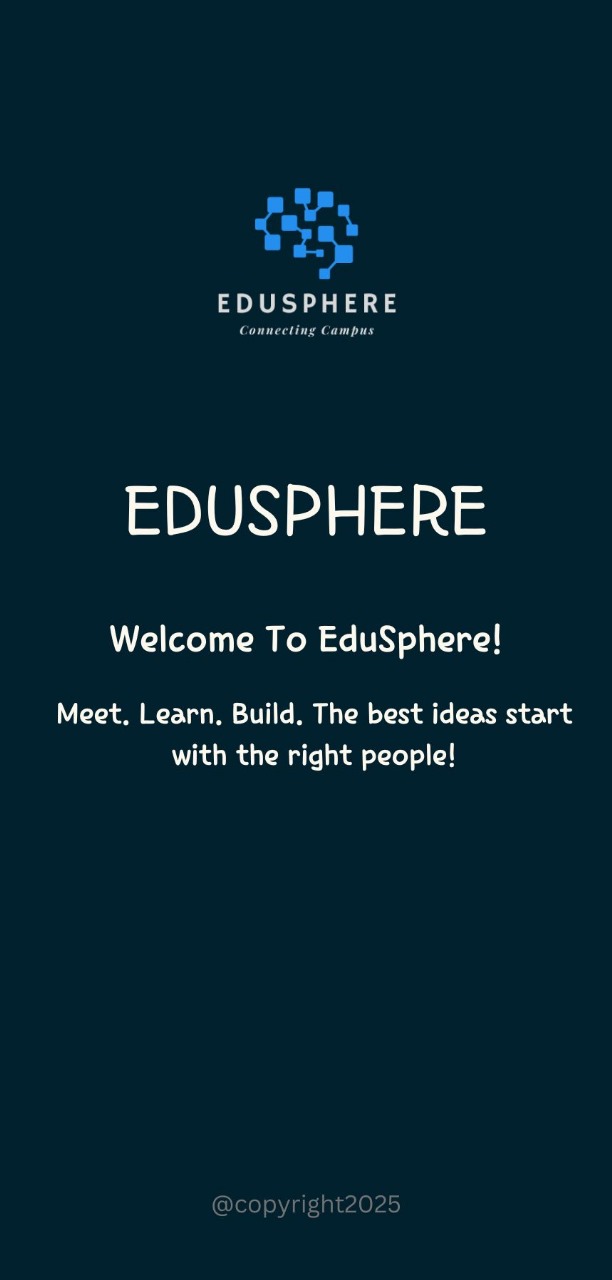 EDUSPHERE
Connecting Campus
EDUSPHERE
Welcome To EduSphere!
Meet. Learn. Build. The best ideas start
with the right people!
@copyright2025